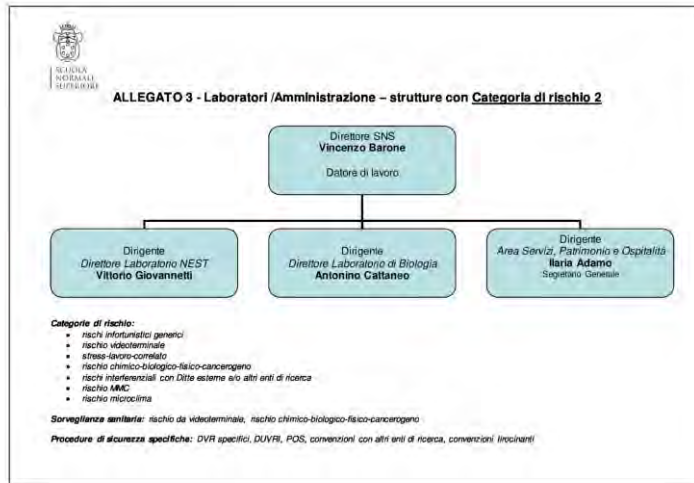 SCUOLA
NORMALE
SUPERIORE
ALLEGATO 3 - Laboratori /Amministrazione – strutture con Categoria di rischio 2
Direttore SNS
Vincenzo Barone
Datore di lavoro
Dirigente
Direttore Laboratorio NEST
Vittorio Giovannetti
Dirigente
Direttore Laboratorio di Biologia
Antonino Cattaneo
Dirigente
Area Servizi, Patrimonio e Ospitalità
Ilaria Adamo
Segretario Generale
Categorie di rischio:
• rischi infortunistici generici
• rischio videoterminale
• stress-lavoro-correlato
• rischio chimico-biologico-fisico-cancerogeno
• rischi interferenziali con Ditte esterne e/o altri enti di ricerca
• rischio MMC
• rischio microclima
Sorveglianza sanitaria: rischio da videoterminale, rischio chimico-biologico-fisico-cancerogeno
Procedure di sicurezza specifiche: DVR specifici, DUVRI, POS, convenzioni con altri enti di ricerca, convenzioni tirocinanti